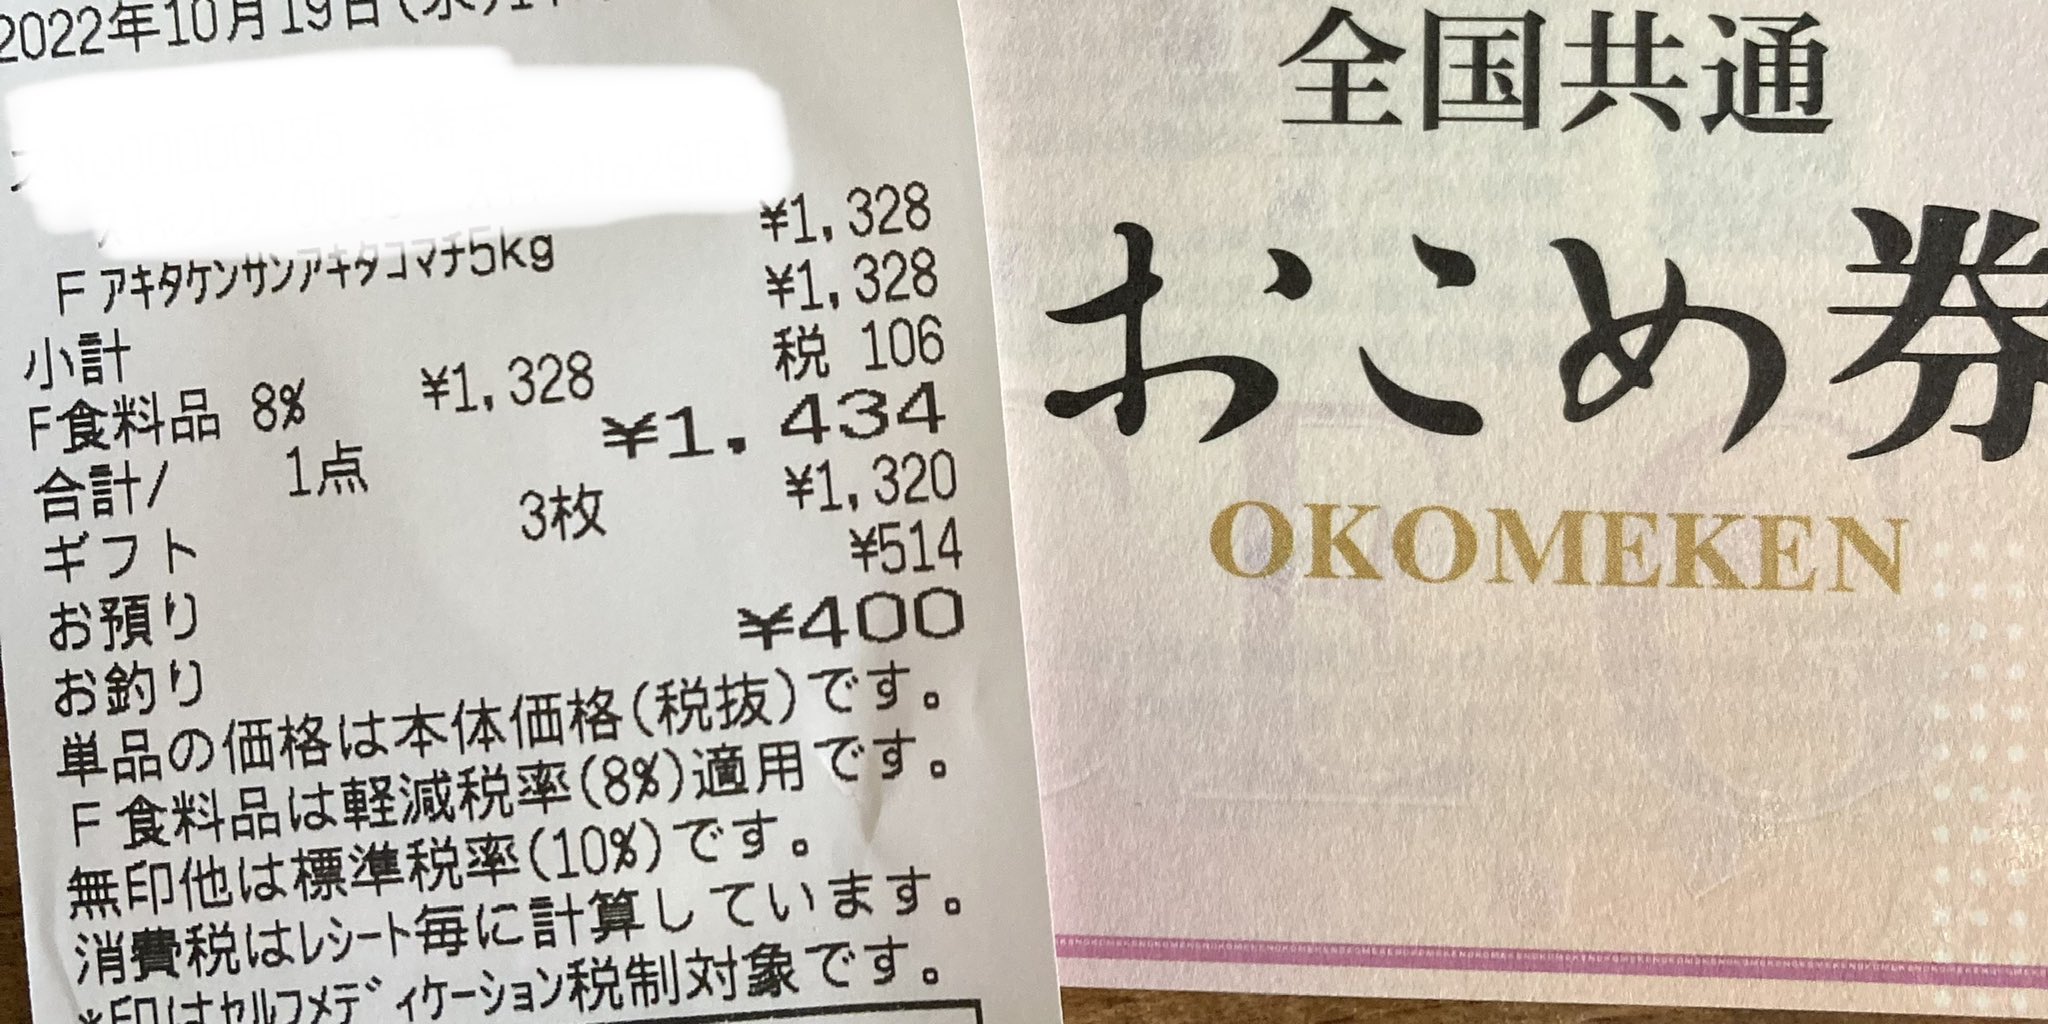 2022年10月19日(水)
¥1,328
F アキタケンサンアキタコマチ5kg
小計 ¥1,328
F食料品 8% ¥1,328 税 106
合計/ 1点 ¥1,434
ギフト 3枚 ¥1,320
お預り ¥514
お釣り ¥400
単品の価格は本体価格(税抜)です。
F 食料品は軽減税率(8%)適用です。
無印他は標準税率(10%)です。
消費税はレシート毎に計算しています。
*印はセルフメディケーション税制対象です。
全国共通
おこめ券
OKOMEKEN